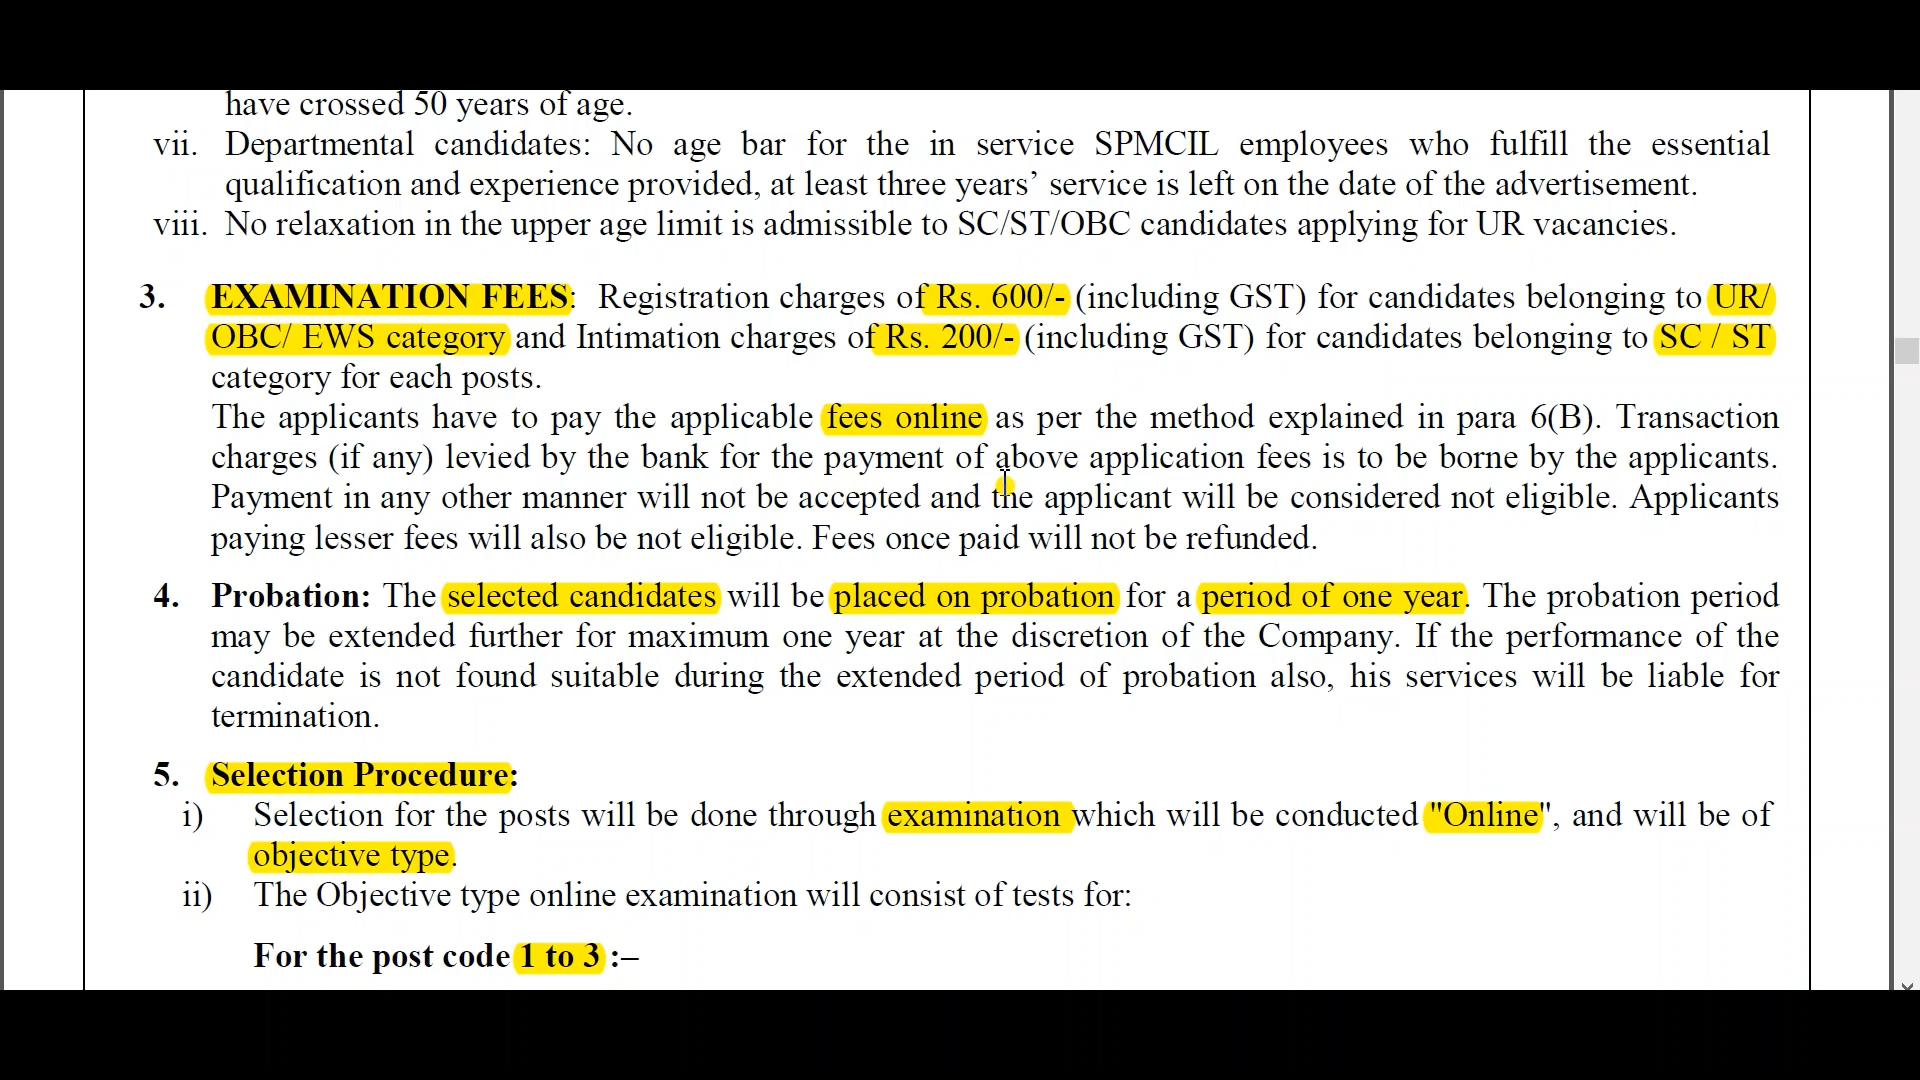 have crossed 50 years of age.
vii. Departmental candidates: No age bar for the in service SPMCIL employees who fulfill the essential
qualification and experience provided, at least three years’ service is left on the date of the advertisement.
viii. No relaxation in the upper age limit is admissible to SC/ST/OBC candidates applying for UR vacancies.
3. EXAMINATION FEES: Registration charges of Rs. 600/- (including GST) for candidates belonging to UR/
OBC/ EWS category and Intimation charges of Rs. 200/- (including GST) for candidates belonging to SC / ST
category for each posts.
The applicants have to pay the applicable fees online as per the method explained in para 6(B). Transaction
charges (if any) levied by the bank for the payment of above application fees is to be borne by the applicants.
Payment in any other manner will not be accepted and the applicant will be considered not eligible. Applicants
paying lesser fees will also be not eligible. Fees once paid will not be refunded.
4. Probation: The selected candidates will be placed on probation for a period of one year. The probation period
may be extended further for maximum one year at the discretion of the Company. If the performance of the
candidate is not found suitable during the extended period of probation also, his services will be liable for
termination.
5. Selection Procedure:
i) Selection for the posts will be done through examination which will be conducted "Online", and will be of
objective type.
ii) The Objective type online examination will consist of tests for:
For the post code 1 to 3 :–